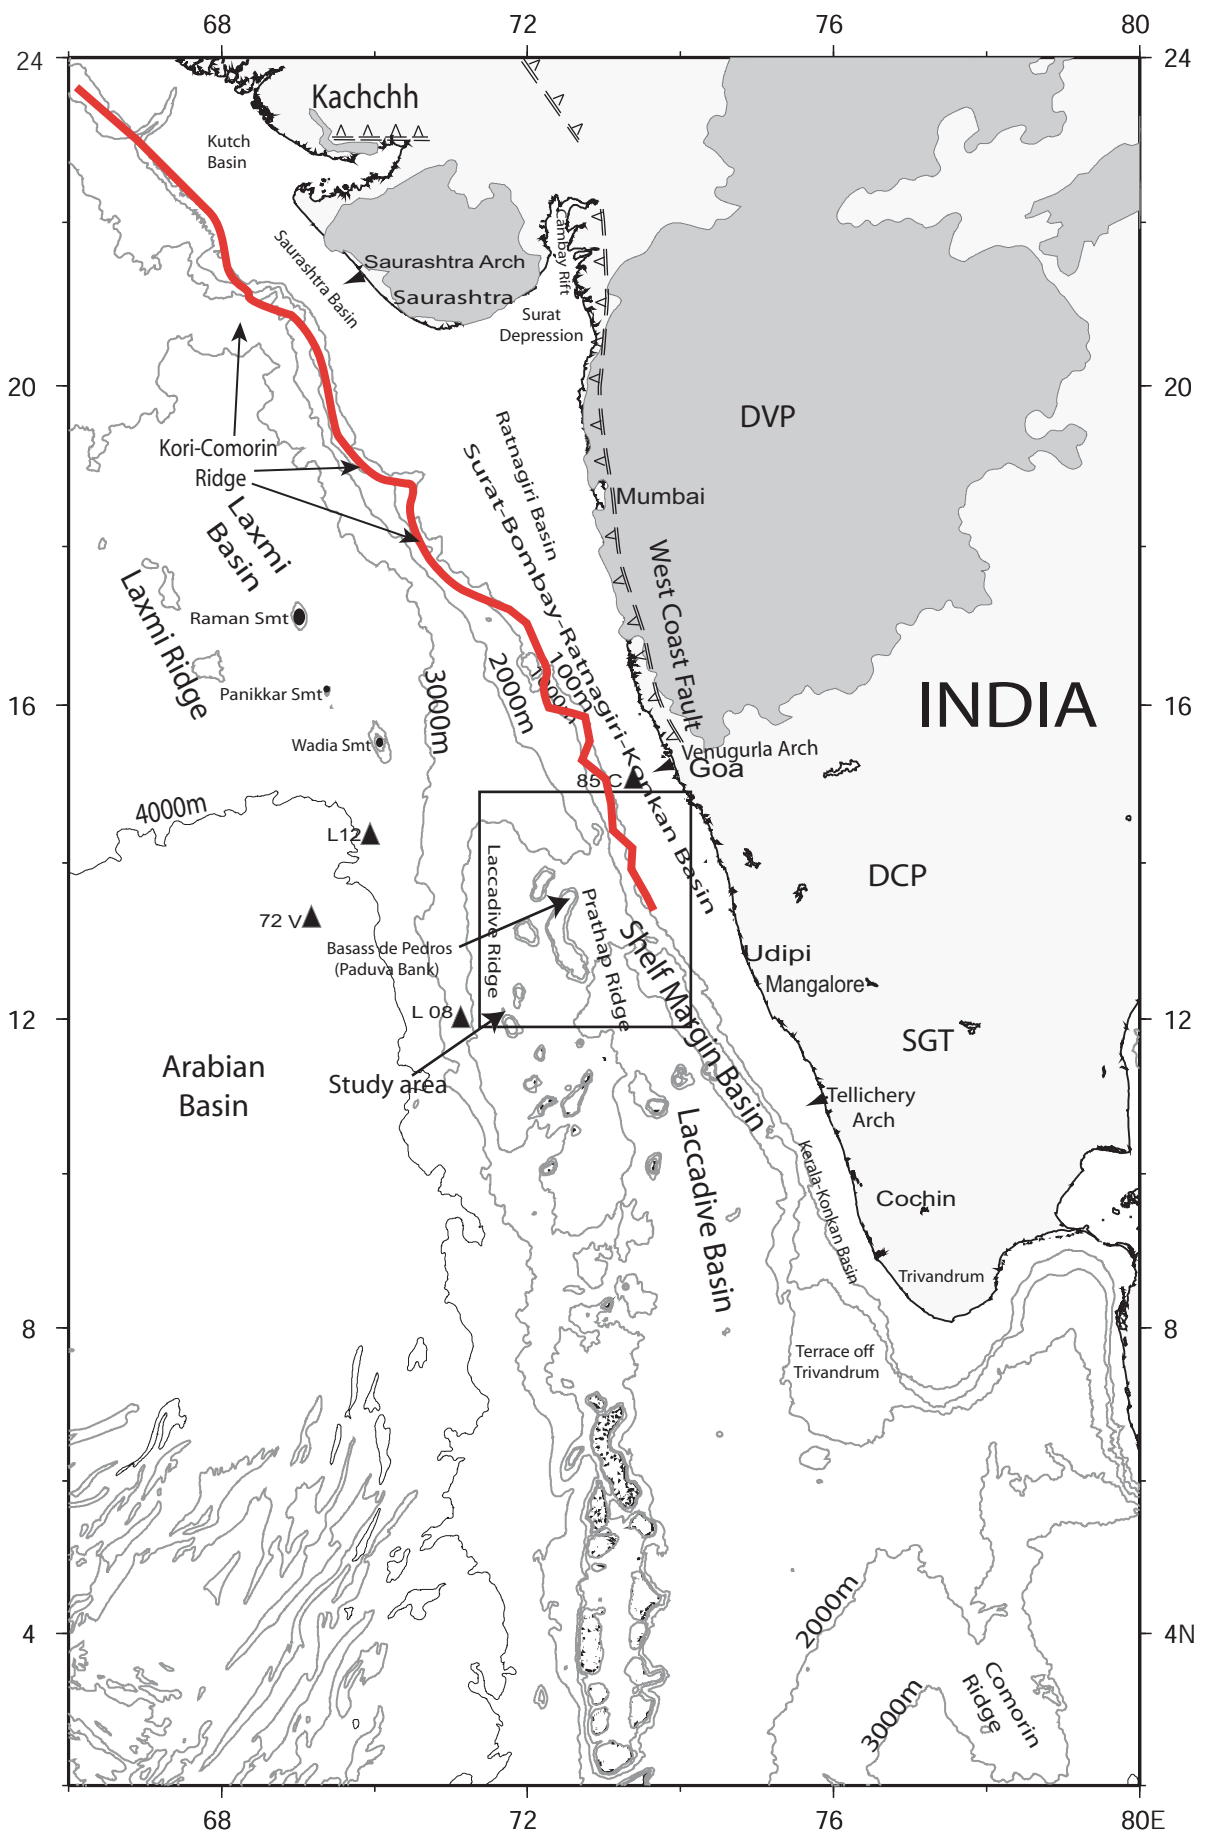 68
72
76
80
24
24
Kachchh
Kutch
Basin
Cambay Rift
Saurashtra Basin
Saurashtra Arch
Saurashtra
Surat
Depression
20
20
DVP
Ratnagiri Basin
Surat-Bombay-Ratnagiri-Konkan Basin
Kori-Comorin
Ridge
Mumbai
Laxmi
Basin
West Coast Fault
Laxmi Ridge
Raman Smt
Panikkar Smt
3000m
2000m
1000m
100m
INDIA
16
16
Wadia Smt
Venugurla Arch
Goa
85 C
4000m
L12
Laccadive Ridge
DCP
72 V
Prathap Ridge
Basass de Pedros
(Paduva Bank)
Shelf Margin Basin
Udipi
Mangalore
L 08
12
12
SGT
Arabian
Basin
Study area
Tellichery
Arch
Laccadive Basin
Kerala-Konkan Basin
Cochin
Trivandrum
8
8
Terrace off
Trivandrum
2000m
4
4N
3000m
Comorin
Ridge
68
72
76
80E